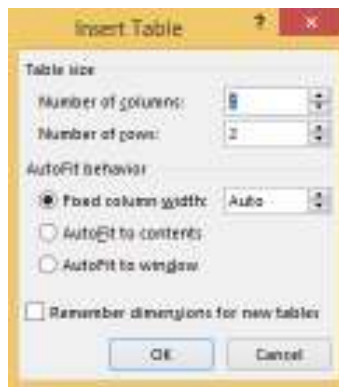 Insert Table ?
Table size
Number of columns:
Number of rows: 2
AutoFit behavior
Fixed column width: Auto
AutoFit to contents
AutoFit to window
Remember dimensions for new tables
OK Cancel